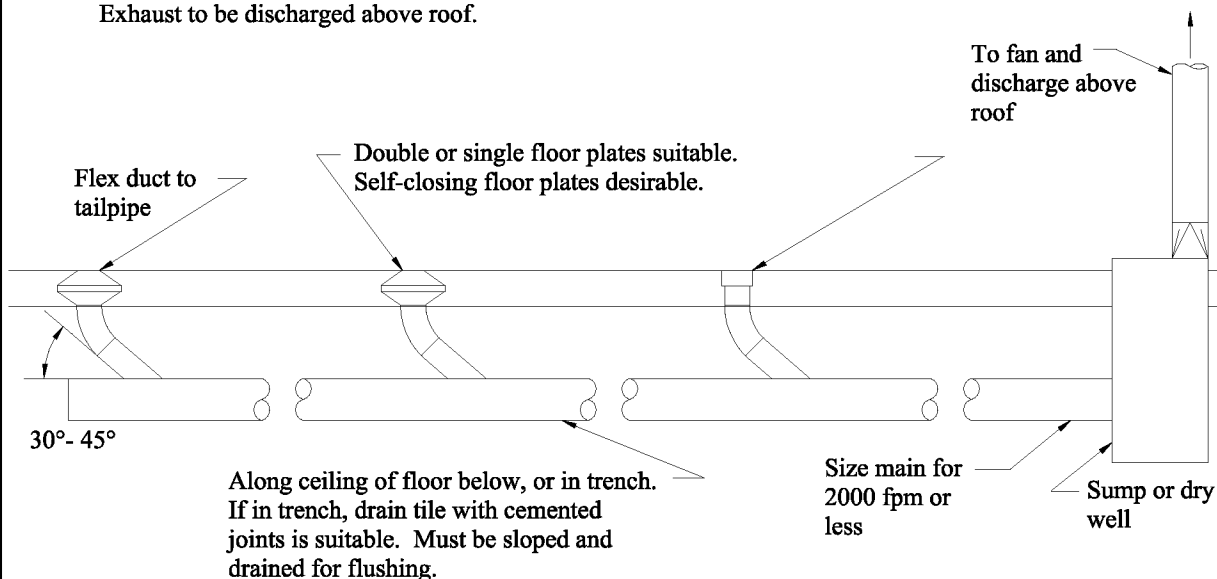 Exhaust to be discharged above roof.
To fan and
discharge above
roof
Double or single floor plates suitable.
Self-closing floor plates desirable.
Flex duct to
tailpipe
30°- 45°
Along ceiling of floor below, or in trench.
If in trench, drain tile with cemented
joints is suitable.  Must be sloped and
drained for flushing.
Size main for
2000 fpm or
less
Sump or dry
well